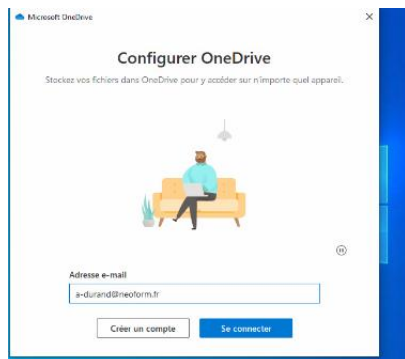 Microsoft OneDrive
Configurer OneDrive
Stockez vos fichiers dans OneDrive pour y accéder sur n'importe quel appareil.
Adresse e-mail
a-durand@neoform.fr
Créer un compte
Se connecter